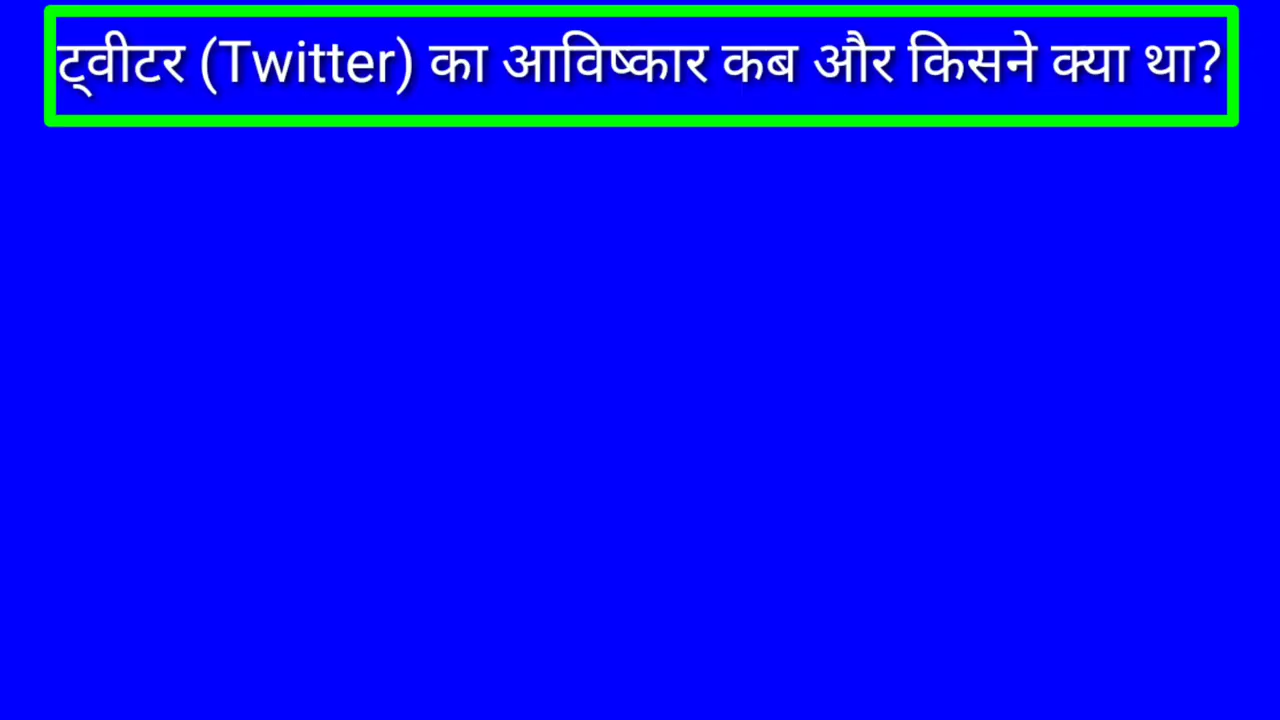 ट्वीटर (Twitter) का आविष्कार कब और किसने क्या था?